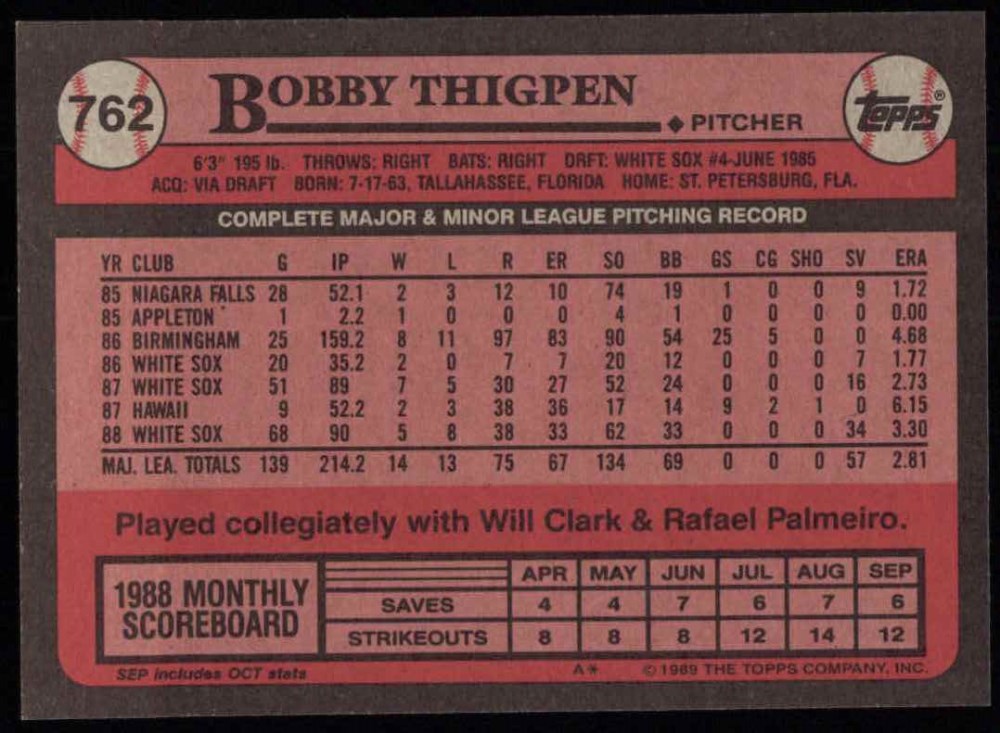 762
BOBBY THIGPEN
◆ PITCHER
topps®
6'3" 195 lb. THROWS: RIGHT BATS: RIGHT DRFT: WHITE SOX #4-JUNE 1985
ACQ: VIA DRAFT BORN: 7-17-63, TALLAHASSEE, FLORIDA HOME: ST. PETERSBURG, FLA.
COMPLETE MAJOR & MINOR LEAGUE PITCHING RECORD
YR CLUB G IP W L R ER SO BB GS CG SHO SV ERA
85 NIAGARA FALLS 28 52.1 2 3 12 10 74 19 1 0 0 9 1.72
85 APPLETON 1 2.2 1 0 0 0 4 1 0 0 0 0 0.00
86 BIRMINGHAM 25 159.2 8 11 97 83 90 54 25 5 0 0 4.68
86 WHITE SOX 20 35.2 2 0 7 7 20 12 0 0 0 7 1.77
87 WHITE SOX 51 89 7 5 30 27 52 24 0 0 0 16 2.73
87 HAWAII 9 52.2 2 3 38 36 17 14 9 2 1 0 6.15
88 WHITE SOX 68 90 5 8 38 33 62 33 0 0 0 34 3.30
MAJ. LEA. TOTALS 139 214.2 14 13 75 67 134 69 0 0 0 57 2.81
Played collegiately with Will Clark & Rafael Palmeiro.
1988 MONTHLY
SCOREBOARD
APR MAY JUN JUL AUG SEP
SAVES 4 4 7 6 7 6
STRIKEOUTS 8 8 8 12 14 12
SEP includes OCT stats
A* © 1989 THE TOPPS COMPANY, INC.